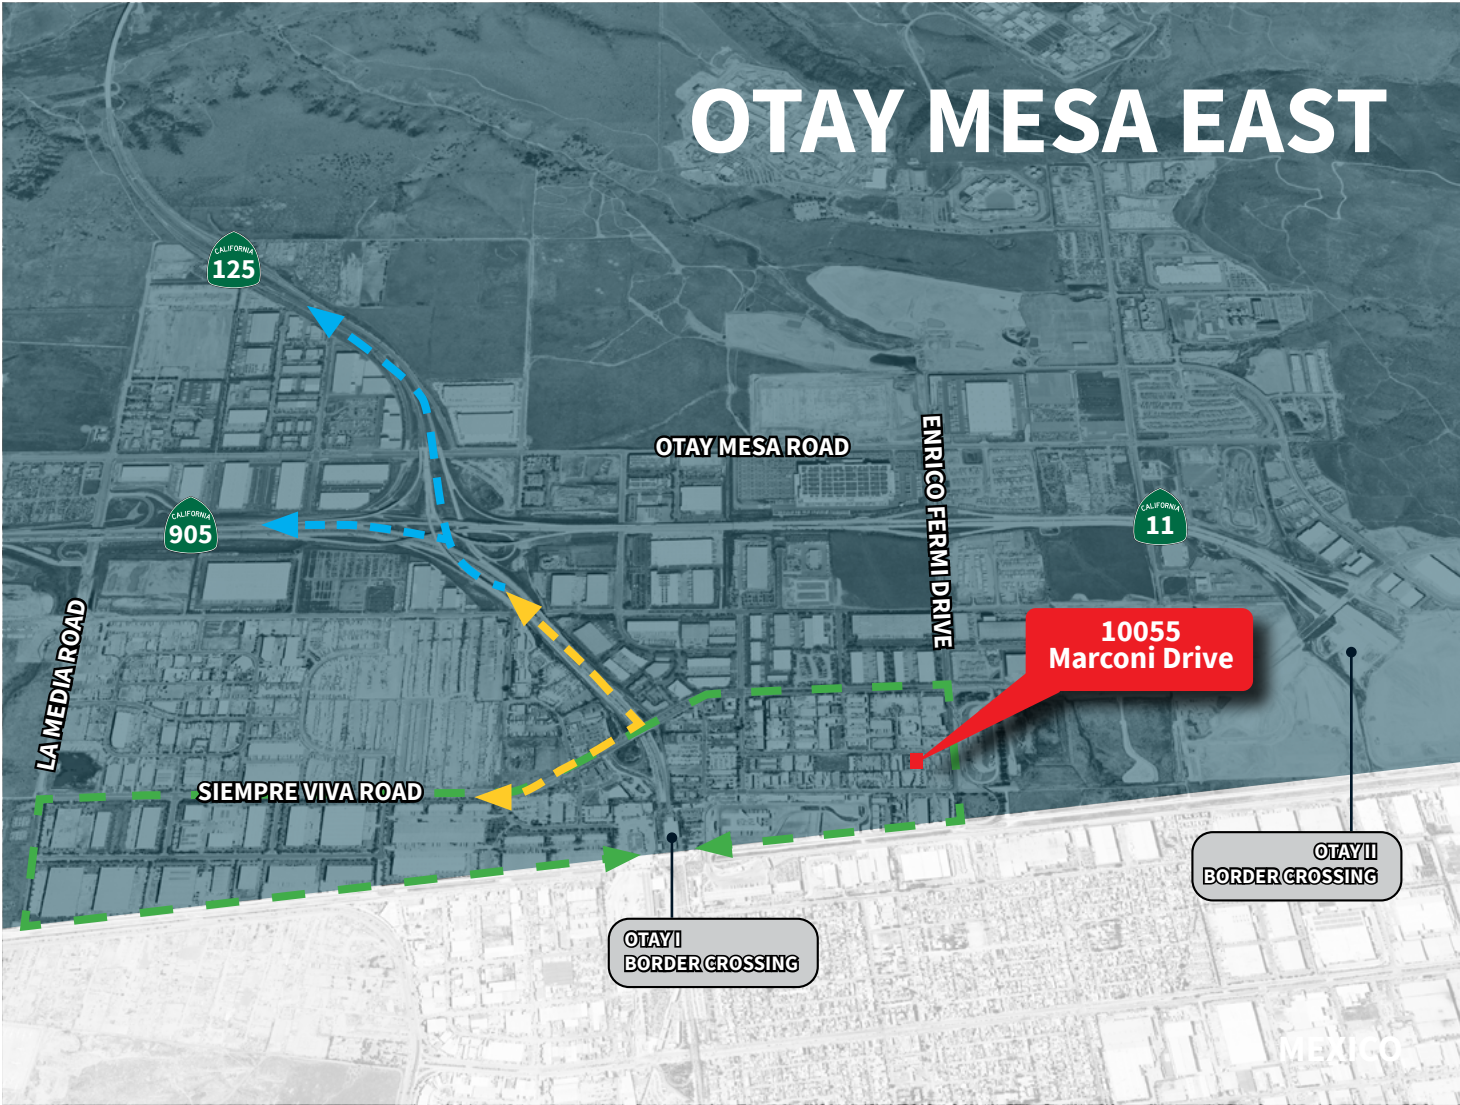 OTAY MESA EAST
CALIFORNIA
125
OTAY MESA ROAD
ENRICO FERMI DRIVE
CALIFORNIA
905
CALIFORNIA
11
LA MEDIA ROAD
10055
Marconi Drive
SIEMPRE VIVA ROAD
OTAY II
BORDER CROSSING
OTAY I
BORDER CROSSING
MEXICO